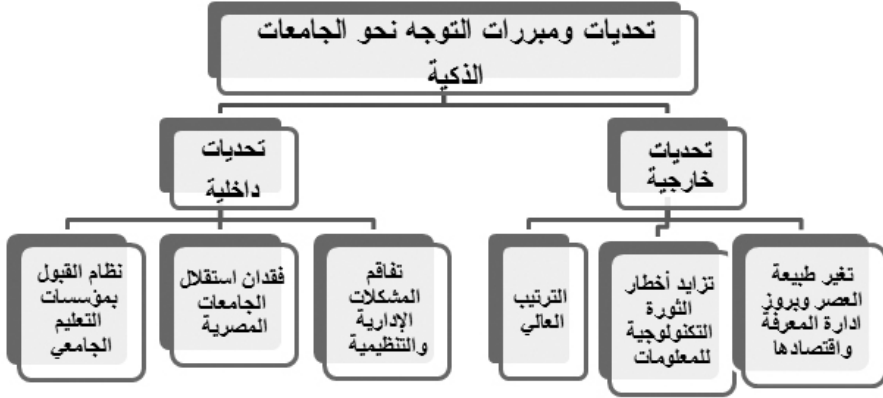 تحديات ومبررات التوجه نحو الجامعات
الذكية
تحديات
خارجية
تحديات
داخلية
تغير طبيعة
العصر وبروز
ادارة المعرفة
واقتصادها
تزايد أخطار
الثورة
التكنولوجية
للمعلومات
الترتيب
العالي
تفاقم
المشكلات
الإدارية
والتنظيمية
فقدان استقلال
الجامعات
المصرية
نظام القبول
بمؤسسات
التعليم
الجامعي